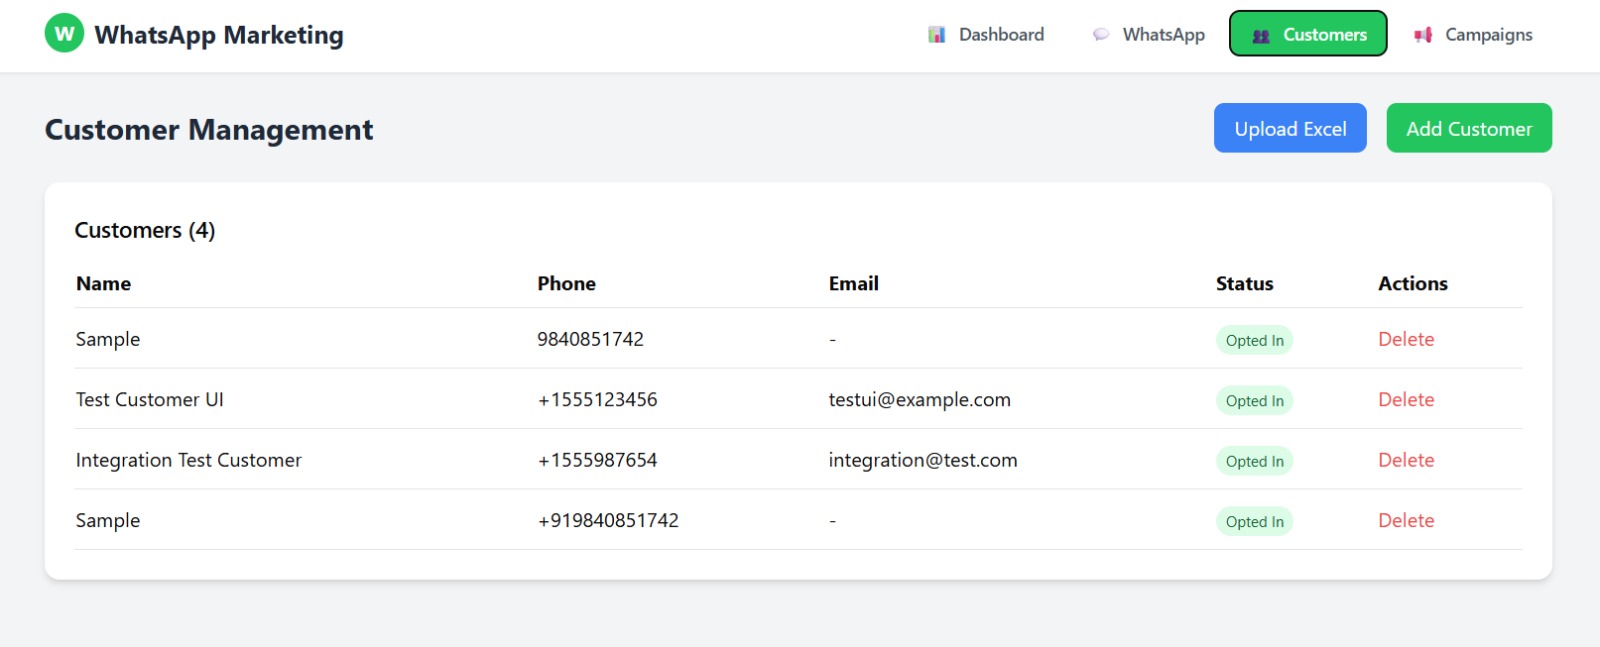 W WhatsApp Marketing Dashboard WhatsApp Customers Campaigns
Customer Management Upload Excel Add Customer
Customers (4)
Name Phone Email Status Actions
Sample 9840851742 - Opted In Delete
Test Customer UI +1555123456 testui@example.com Opted In Delete
Integration Test Customer +1555987654 integration@test.com Opted In Delete
Sample +919840851742 - Opted In Delete